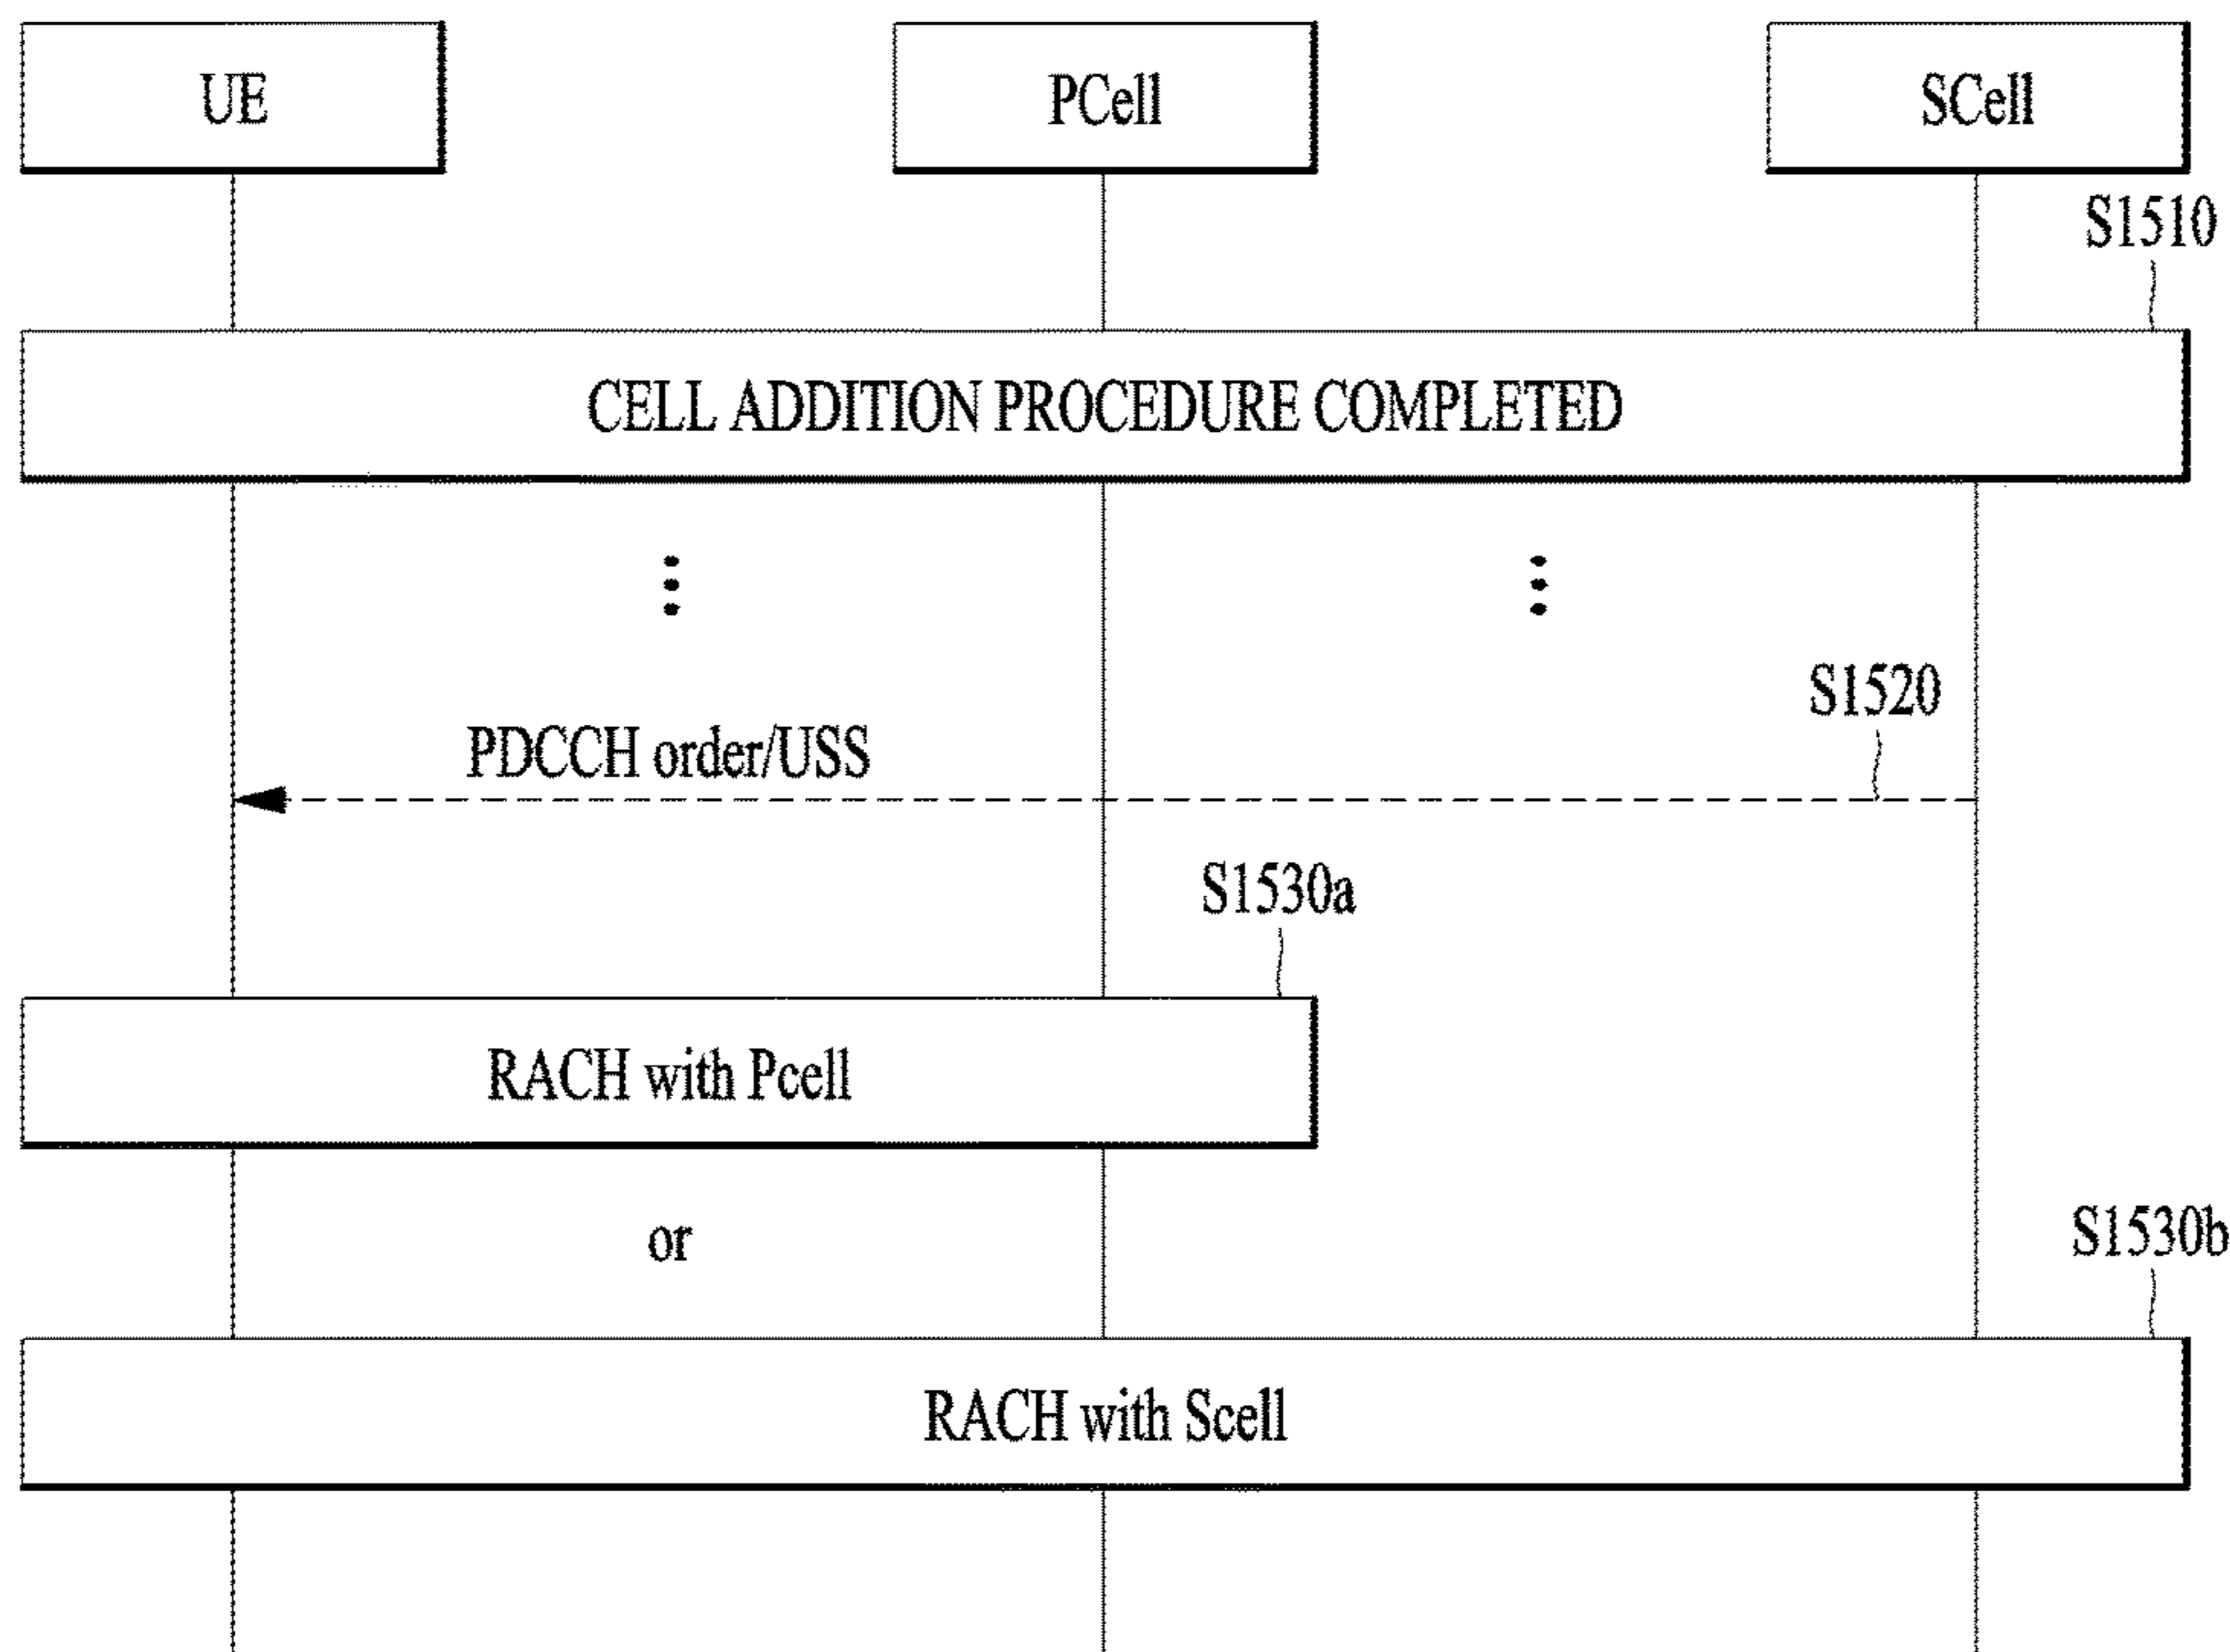 UE
PCell
SCell
S1510
CELL ADDITION PROCEDURE COMPLETED
S1520
PDCCH order/USS
S1530a
RACH with Pcell
or
S1530b
RACH with Scell